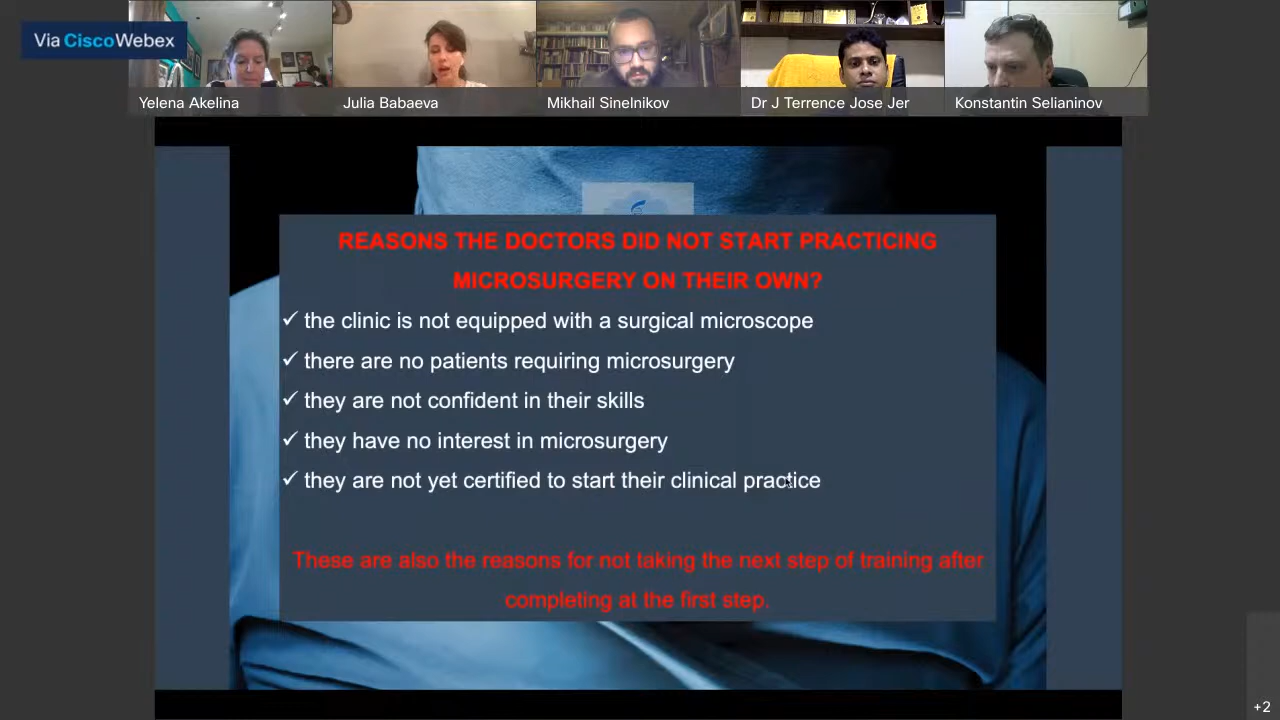 Via Cisco Webex
Yelena Akelina
Julia Babaeva
Mikhail Sinelnikov
Dr J Terrence Jose Jer
Konstantin Selianinov
REASONS THE DOCTORS DID NOT START PRACTICING
MICROSURGERY ON THEIR OWN?
✓ the clinic is not equipped with a surgical microscope
✓ there are no patients requiring microsurgery
✓ they are not confident in their skills
✓ they have no interest in microsurgery
✓ they are not yet certified to start their clinical practice
These are also the reasons for not taking the next step of training after
completing at the first step.
+2